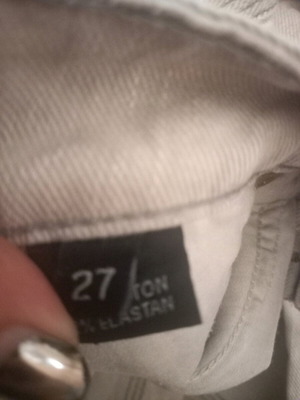 27 TON
% ELASTAN